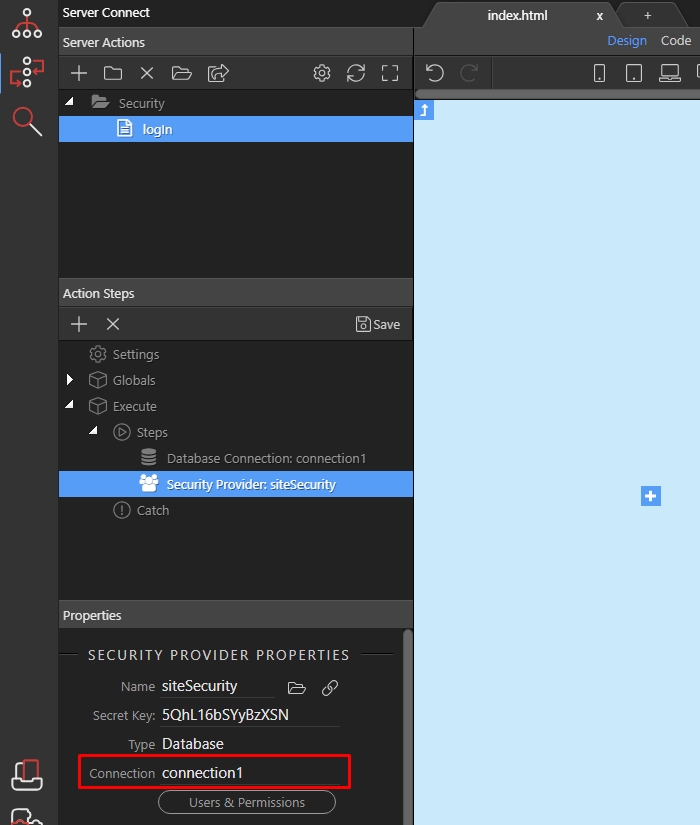 Server Connect
index.html x +
Server Actions
Design Code
Security
login
Action Steps
Save
Settings
Globals
Execute
Steps
Database Connection: connection1
Security Provider: siteSecurity
Catch
Properties
SECURITY PROVIDER PROPERTIES
Name siteSecurity
Secret Key: 5QhL16bSYyBzXSN
Type Database
Connection connection1
Users & Permissions